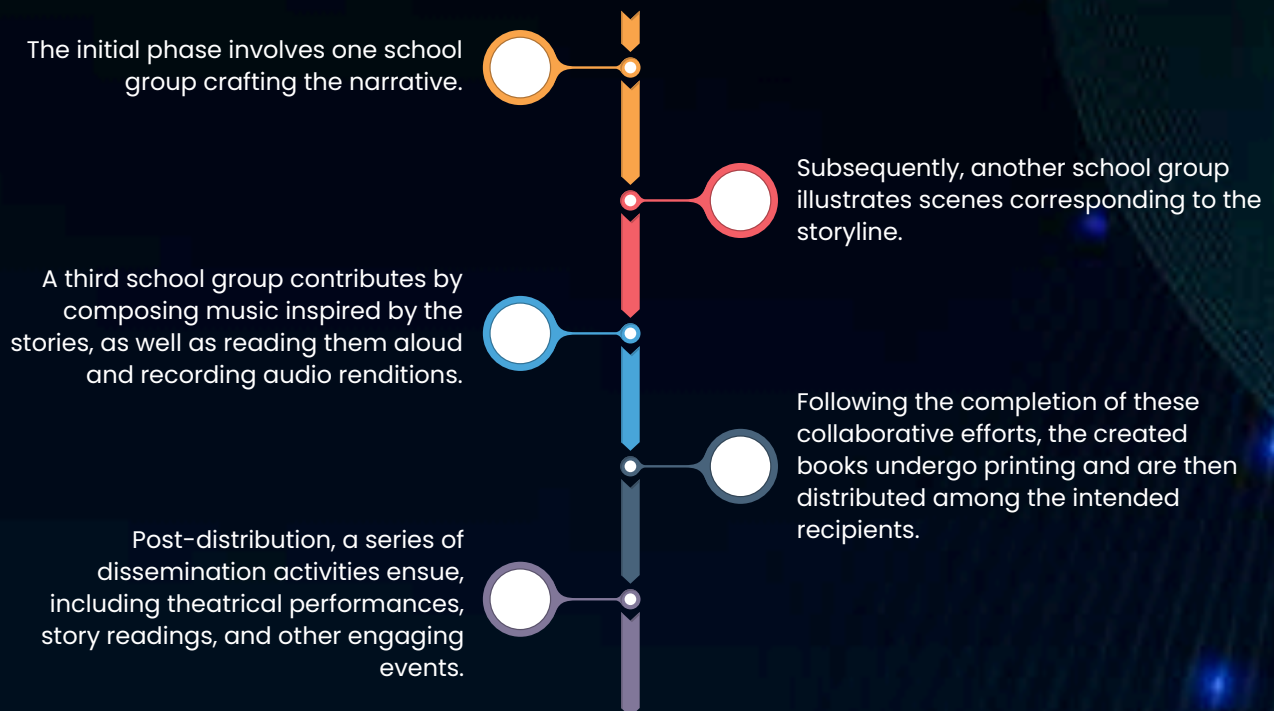 The initial phase involves one school
group crafting the narrative.
Subsequently, another school group
illustrates scenes corresponding to the
storyline.
A third school group contributes by
composing music inspired by the
stories, as well as reading them aloud
and recording audio renditions.
Following the completion of these
collaborative efforts, the created
books undergo printing and are then
distributed among the intended
recipients.
Post-distribution, a series of
dissemination activities ensue,
including theatrical performances,
story readings, and other engaging
events.